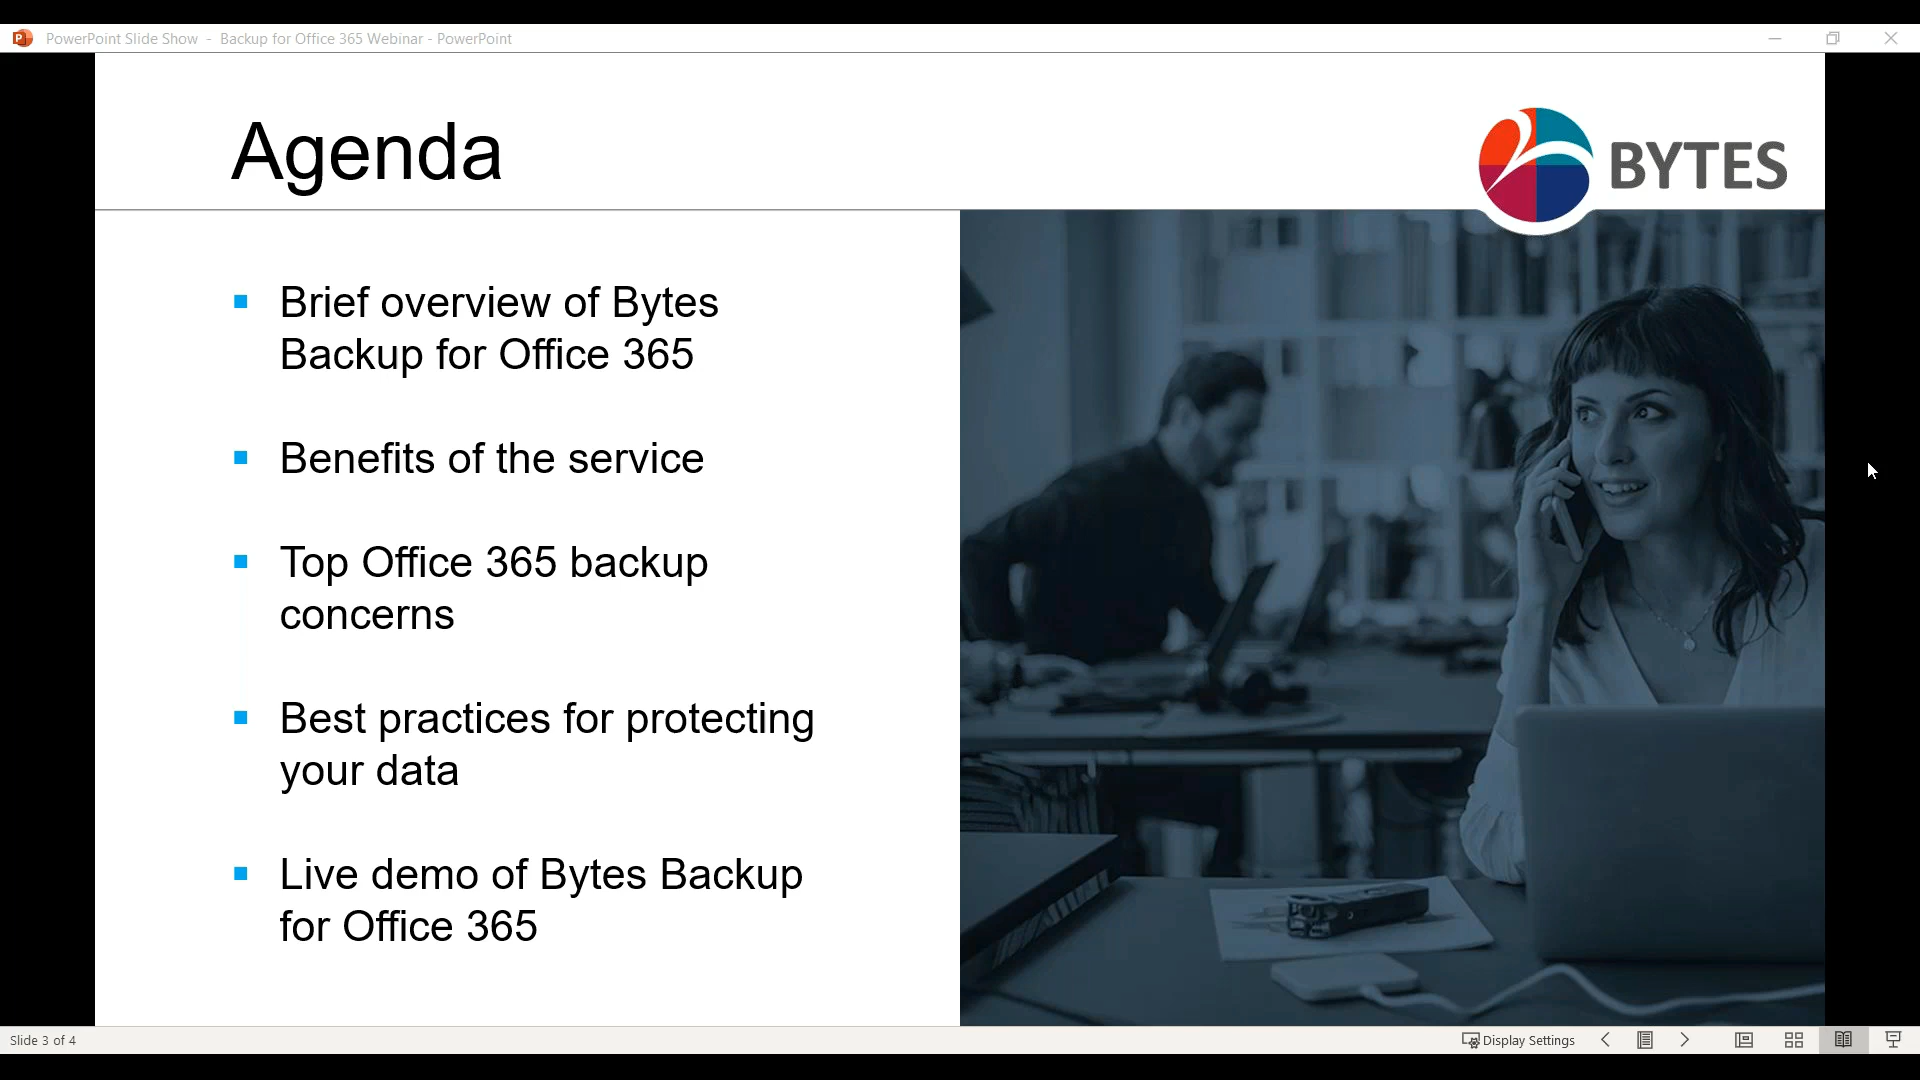 PowerPoint Slide Show - Backup for Office 365 Webinar - PowerPoint
Agenda
BYTES
Brief overview of Bytes
Backup for Office 365
Benefits of the service
Top Office 365 backup
concerns
Best practices for protecting
your data
Live demo of Bytes Backup
for Office 365
Slide 3 of 4
Display Settings